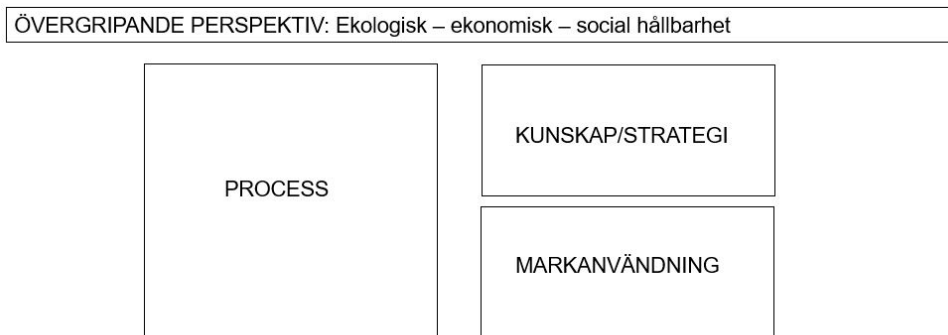 ÖVERGRIPANDE PERSPEKTIV: Ekologisk – ekonomisk – social hållbarhet
PROCESS
KUNSKAP/STRATEGI
MARKANVÄNDNING